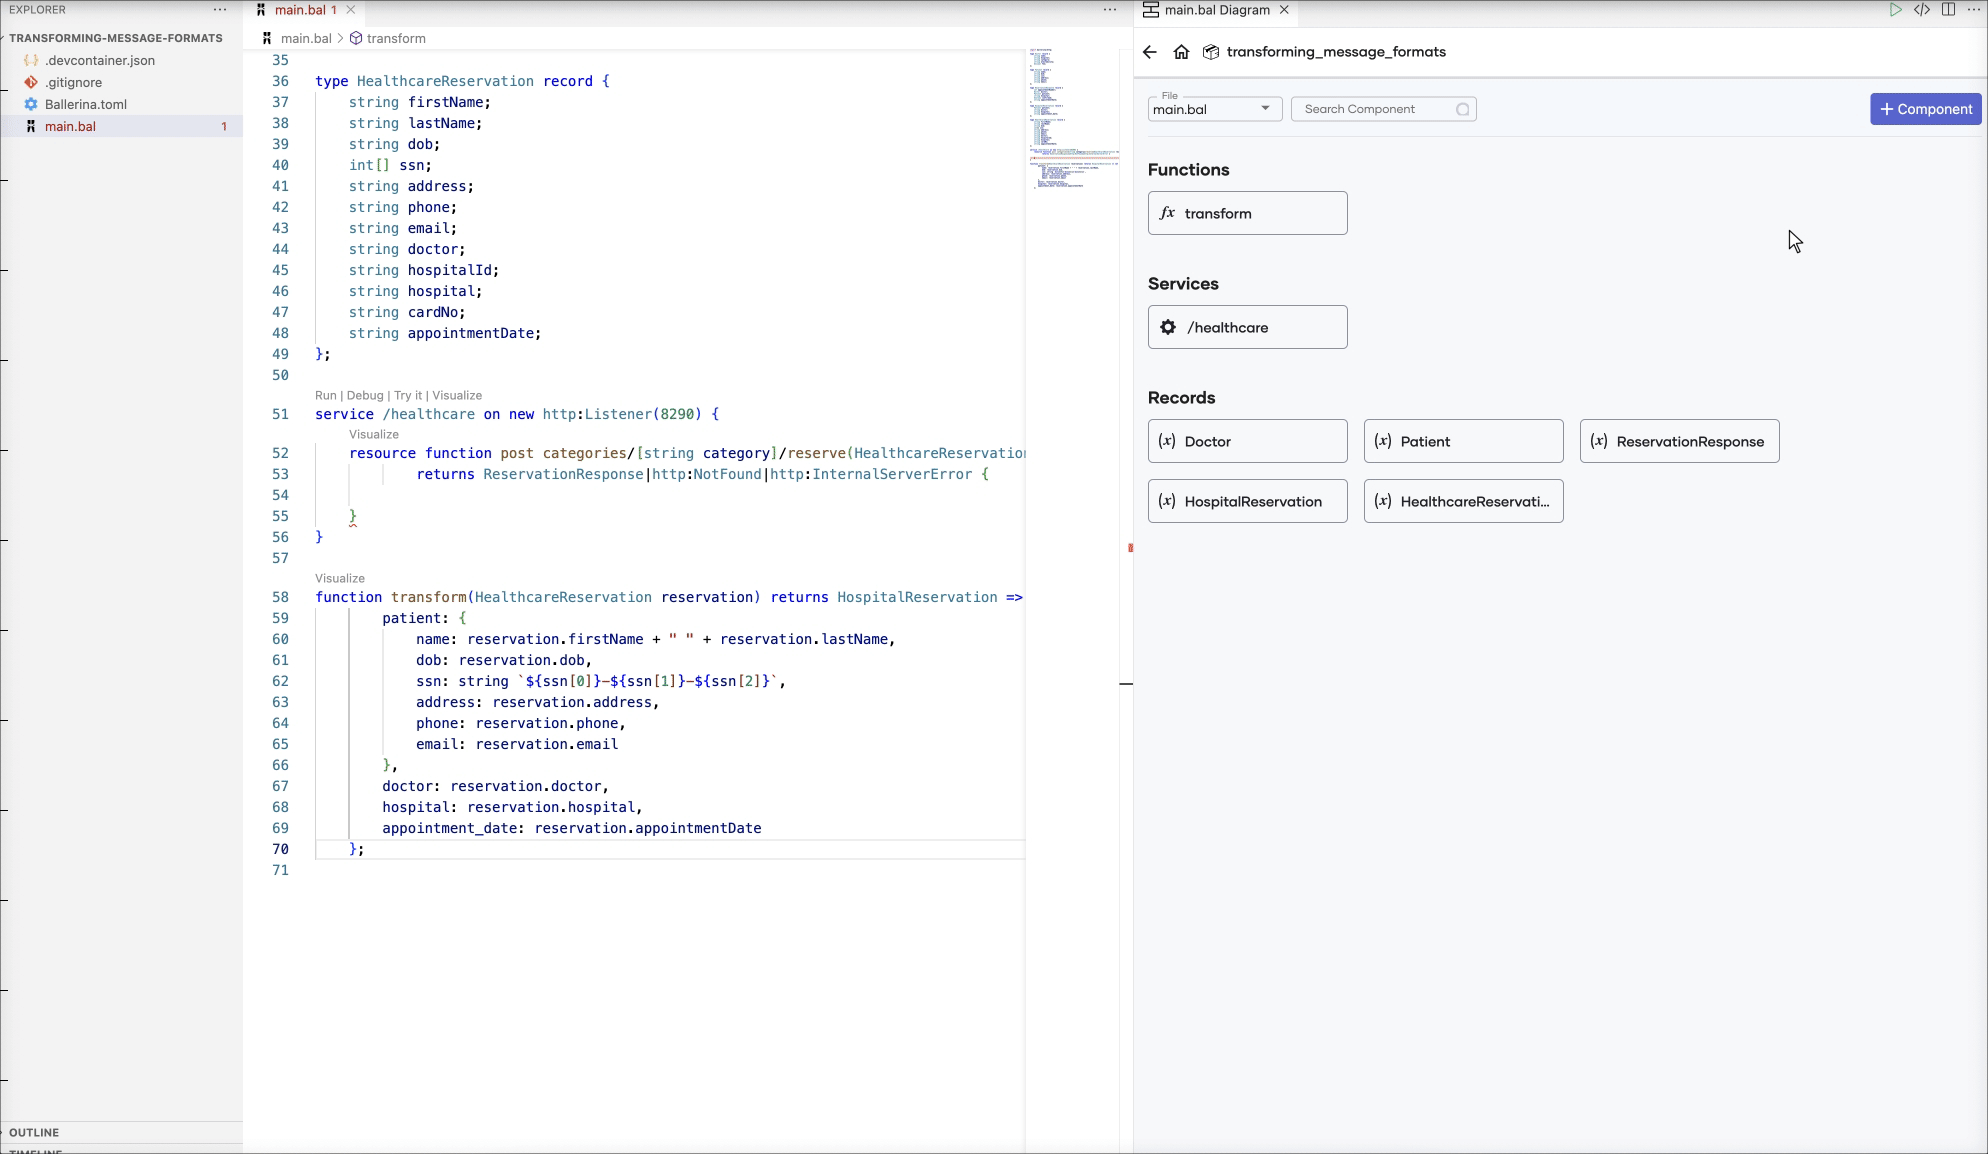 EXPLORER
TRANSFORMING-MESSAGE-FORMATS
.devcontainer.json
.gitignore
Ballerina.toml
main.bal 1
OUTLINE
main.bal 1
main.bal > transform
35
36 type HealthcareReservation record {
37 string firstName;
38 string lastName;
39 string dob;
40 int[] ssn;
41 string address;
42 string phone;
43 string email;
44 string doctor;
45 string hospitalId;
46 string hospital;
47 string cardNo;
48 string appointmentDate;
49 };
50
Run | Debug | Try it | Visualize
51 service /healthcare on new http:Listener(8290) {
Visualize
52 resource function post categories/[string category]/reserve(HealthcareReservation
53 returns ReservationResponse|http:NotFound|http:InternalServerError {
54
55 }
56 }
57
Visualize
58 function transform(HealthcareReservation reservation) returns HospitalReservation =>
59 patient: {
60 name: reservation.firstName + " " + reservation.lastName,
61 dob: reservation.dob,
62 ssn: string `${ssn[0]}-${ssn[1]}-${ssn[2]}`,
63 address: reservation.address,
64 phone: reservation.phone,
65 email: reservation.email
66 },
67 doctor: reservation.doctor,
68 hospital: reservation.hospital,
69 appointment_date: reservation.appointmentDate
70 };
71
main.bal Diagram
transforming_message_formats
File
main.bal
Search Component
+ Component
Functions
fx transform
Services
/healthcare
Records
(x) Doctor
(x) Patient
(x) ReservationResponse
(x) HospitalReservation
(x) HealthcareReservati...